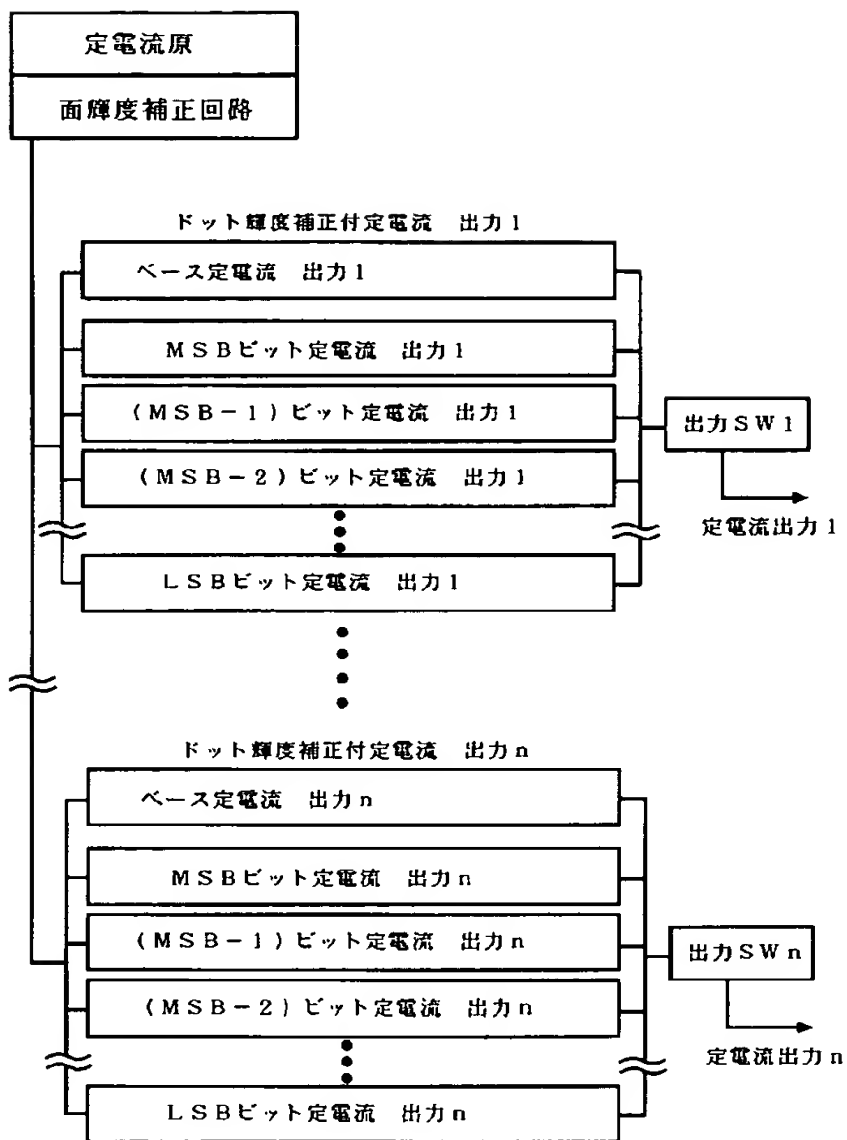 定電流原
面輝度補正回路
ドット輝度補正付定電流 出力1
ベース定電流 出力1
MSBビット定電流 出力1
(MSB-1)ビット定電流 出力1
(MSB-2)ビット定電流 出力1
LSBビット定電流 出力1
出力SW1
定電流出力1
ドット輝度補正付定電流 出力n
ベース定電流 出力n
MSBビット定電流 出力n
(MSB-1)ビット定電流 出力n
(MSB-2)ビット定電流 出力n
LSBビット定電流 出力n
出力SWn
定電流出力n